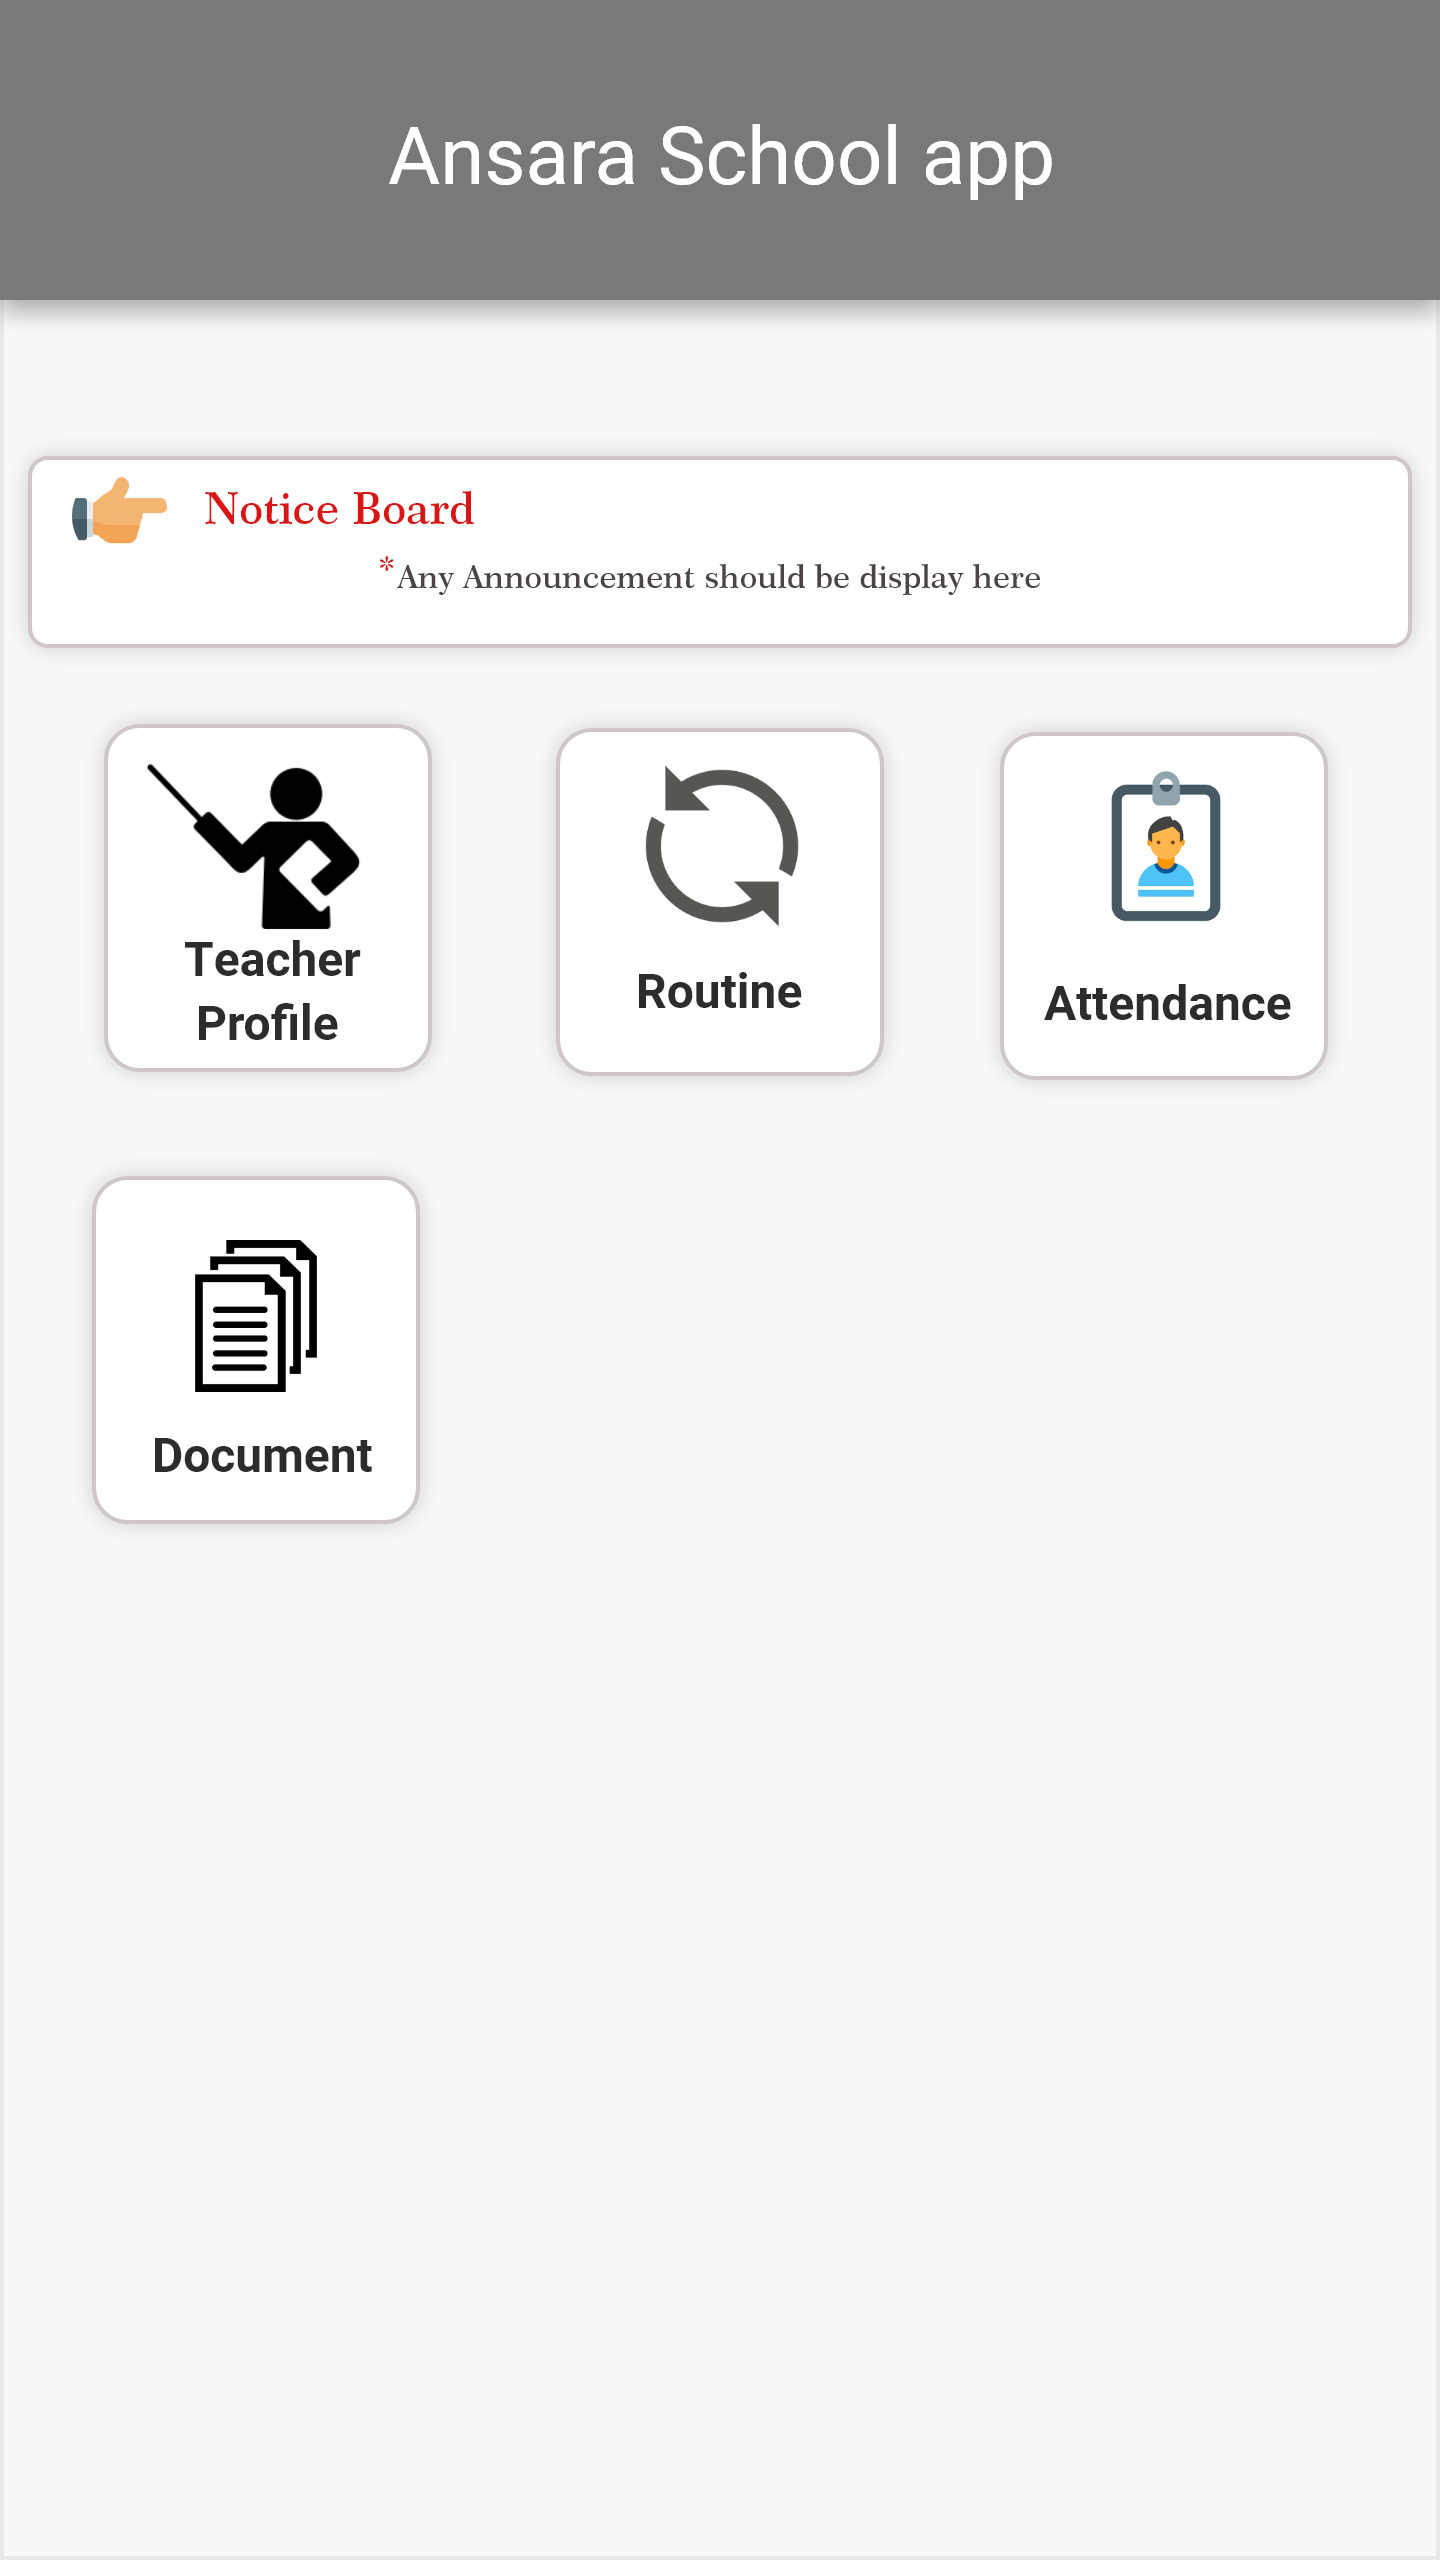 Ansara School app
Notice Board
*Any Announcement should be display here
Teacher
Profile
Routine
Attendance
Document